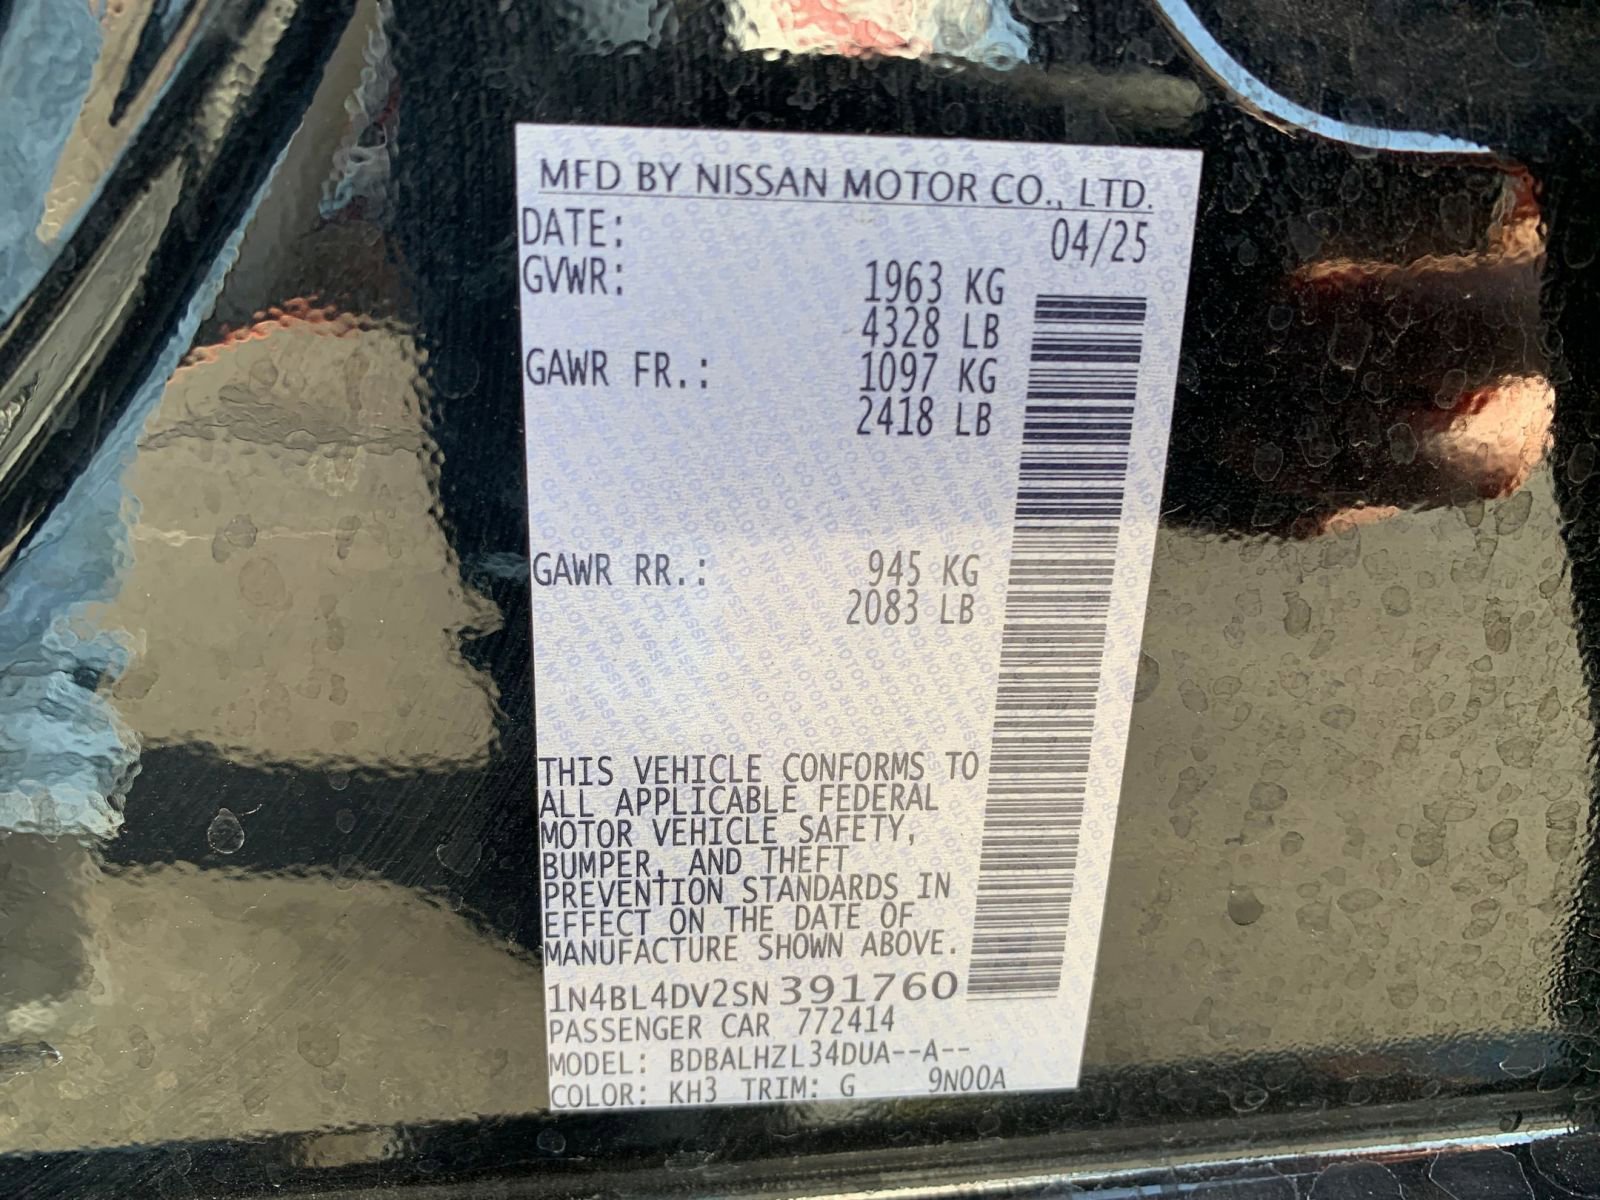 MFD BY NISSAN MOTOR CO., LTD.
DATE: 04/25
GVWR: 1963 KG
4328 LB
GAWR FR.: 1097 KG
2418 LB
GAWR RR.: 945 KG
2083 LB
THIS VEHICLE CONFORMS TO
ALL APPLICABLE FEDERAL
MOTOR VEHICLE SAFETY,
BUMPER, AND THEFT
PREVENTION STANDARDS IN
EFFECT ON THE DATE OF
MANUFACTURE SHOWN ABOVE.
1N4BL4DV2SN391760
PASSENGER CAR 772414
MODEL: BDBALHZL34DUA--A--
COLOR: KH3 TRIM: G 9N00A